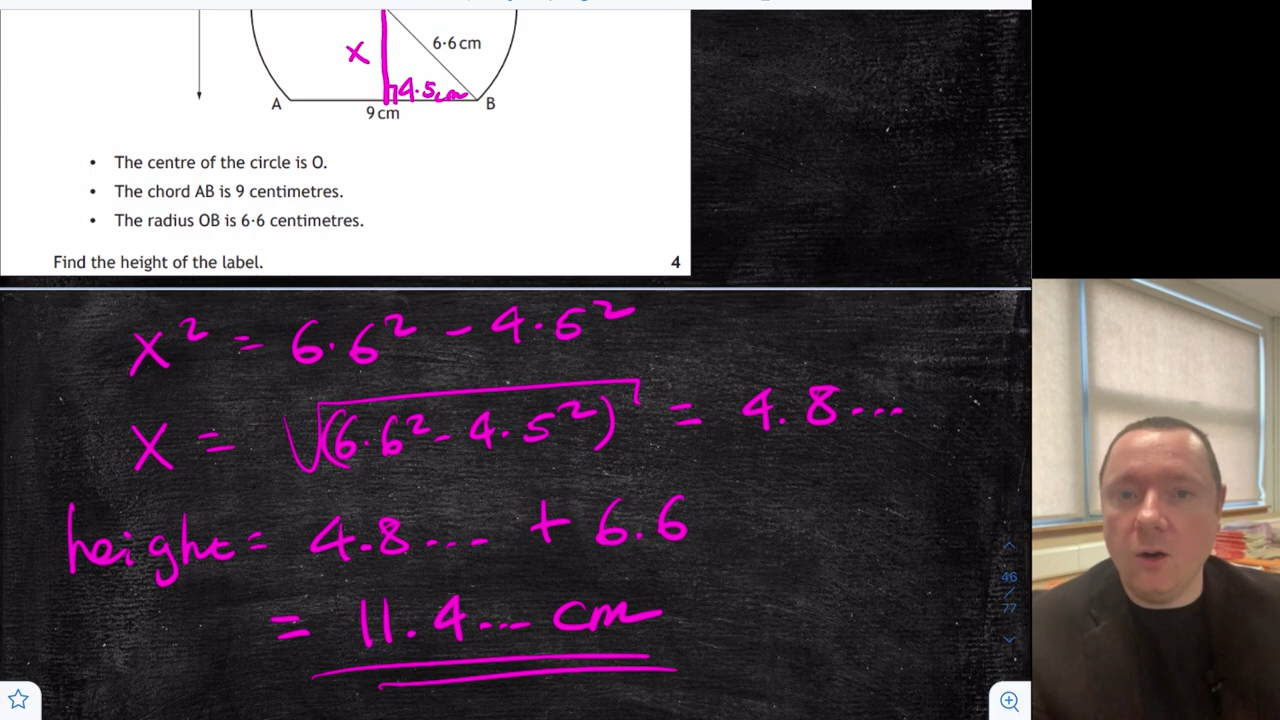 x
6·6 cm
4.5cm
A
B
9 cm
• The centre of the circle is O.
• The chord AB is 9 centimetres.
• The radius OB is 6·6 centimetres.
Find the height of the label. 4
x² = 6.6² - 4.5²
x = √(6.6² - 4.5²) = 4.8...
height = 4.8... + 6.6
= 11.4... cm
46
/
77